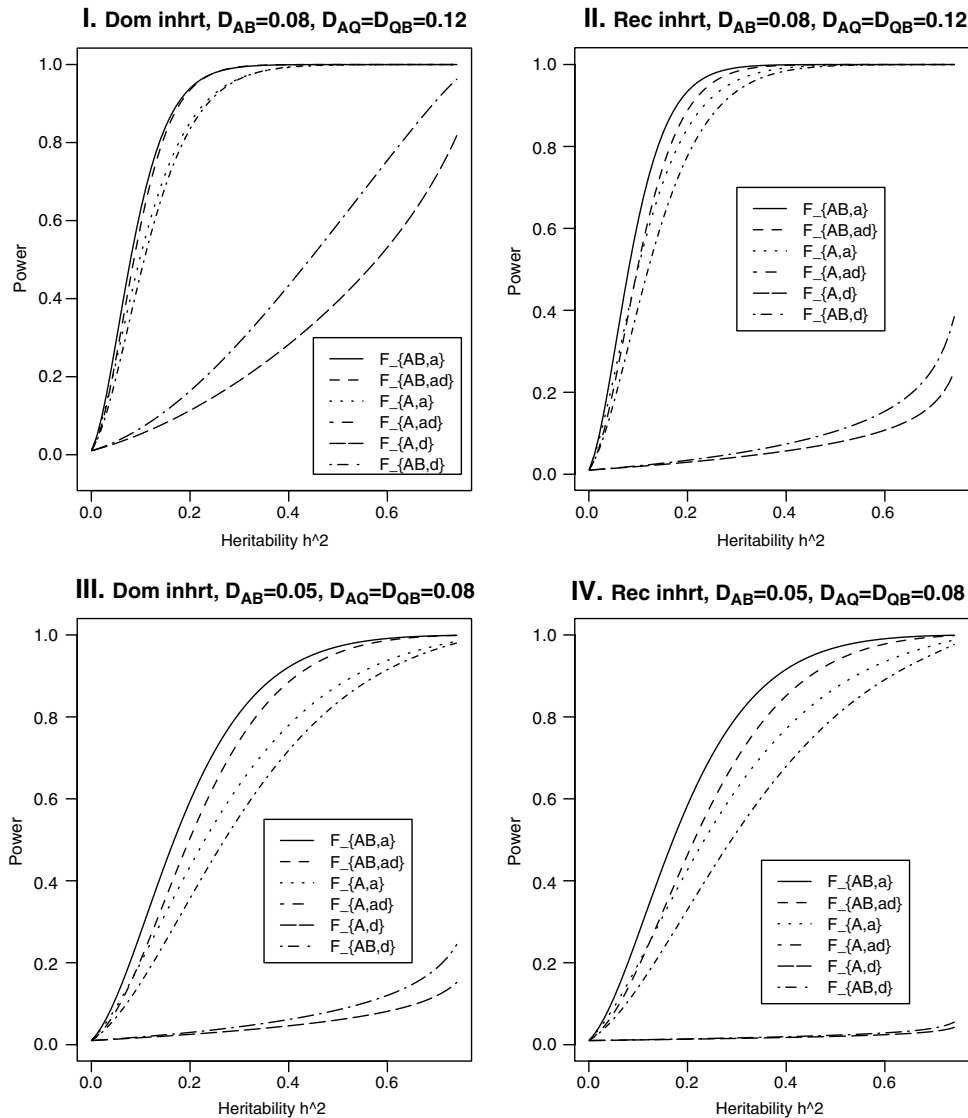 I. Dom inhrt, D_AB=0.08, D_AQ=D_QB=0.12
Power
1.0
0.8
0.6
0.4
0.2
0.0
F_{AB,a}
F_{AB,ad}
F_{A,a}
F_{A,ad}
F_{A,d}
F_{AB,d}
0.0 0.2 0.4 0.6
Heritability h^2
II. Rec inhrt, D_AB=0.08, D_AQ=D_QB=0.12
Power
1.0
0.8
0.6
0.4
0.2
0.0
F_{AB,a}
F_{AB,ad}
F_{A,a}
F_{A,ad}
F_{A,d}
F_{AB,d}
0.0 0.2 0.4 0.6
Heritability h^2
III. Dom inhrt, D_AB=0.05, D_AQ=D_QB=0.08
Power
1.0
0.8
0.6
0.4
0.2
0.0
F_{AB,a}
F_{AB,ad}
F_{A,a}
F_{A,ad}
F_{A,d}
F_{AB,d}
0.0 0.2 0.4 0.6
Heritability h^2
IV. Rec inhrt, D_AB=0.05, D_AQ=D_QB=0.08
Power
1.0
0.8
0.6
0.4
0.2
0.0
F_{AB,a}
F_{AB,ad}
F_{A,a}
F_{A,ad}
F_{A,d}
F_{AB,d}
0.0 0.2 0.4 0.6
Heritability h^2